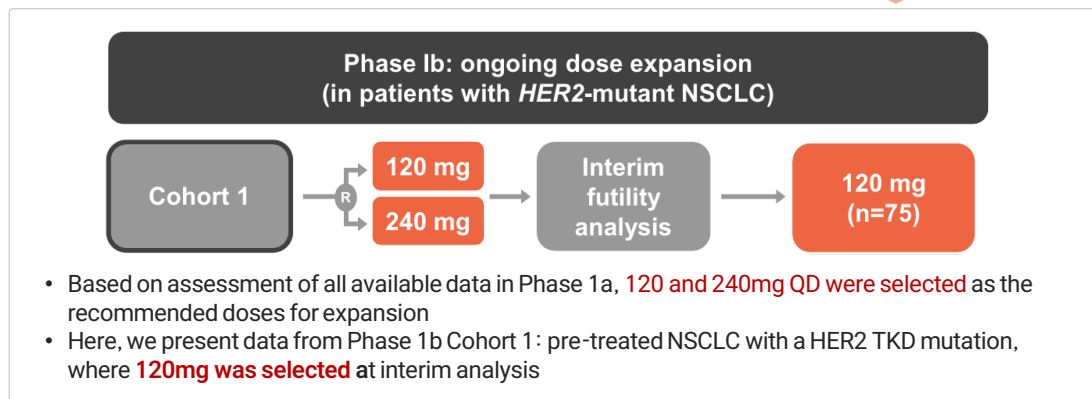 Phase Ib: ongoing dose expansion
(in patients with HER2-mutant NSCLC)
Cohort 1
R
120 mg
240 mg
Interim
futility
analysis
120 mg
(n=75)
• Based on assessment of all available data in Phase 1a, 120 and 240mg QD were selected as the
recommended doses for expansion
• Here, we present data from Phase 1b Cohort 1: pre-treated NSCLC with a HER2 TKD mutation,
where 120mg was selected at interim analysis